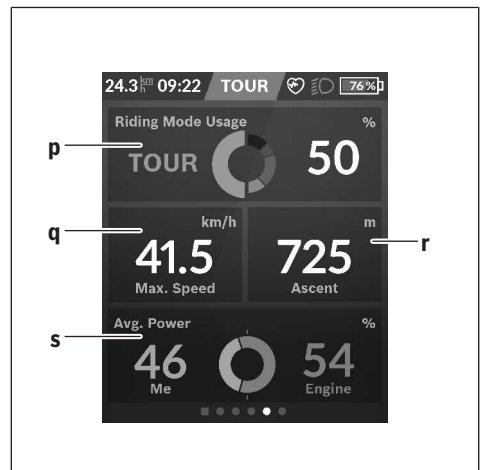 24.3 km/h 09:22 TOUR 76%
Riding Mode Usage %
p
TOUR 50
q
km/h m
41.5 725
r
Max. Speed Ascent
Avg. Power %
s
46 54
Me Engine